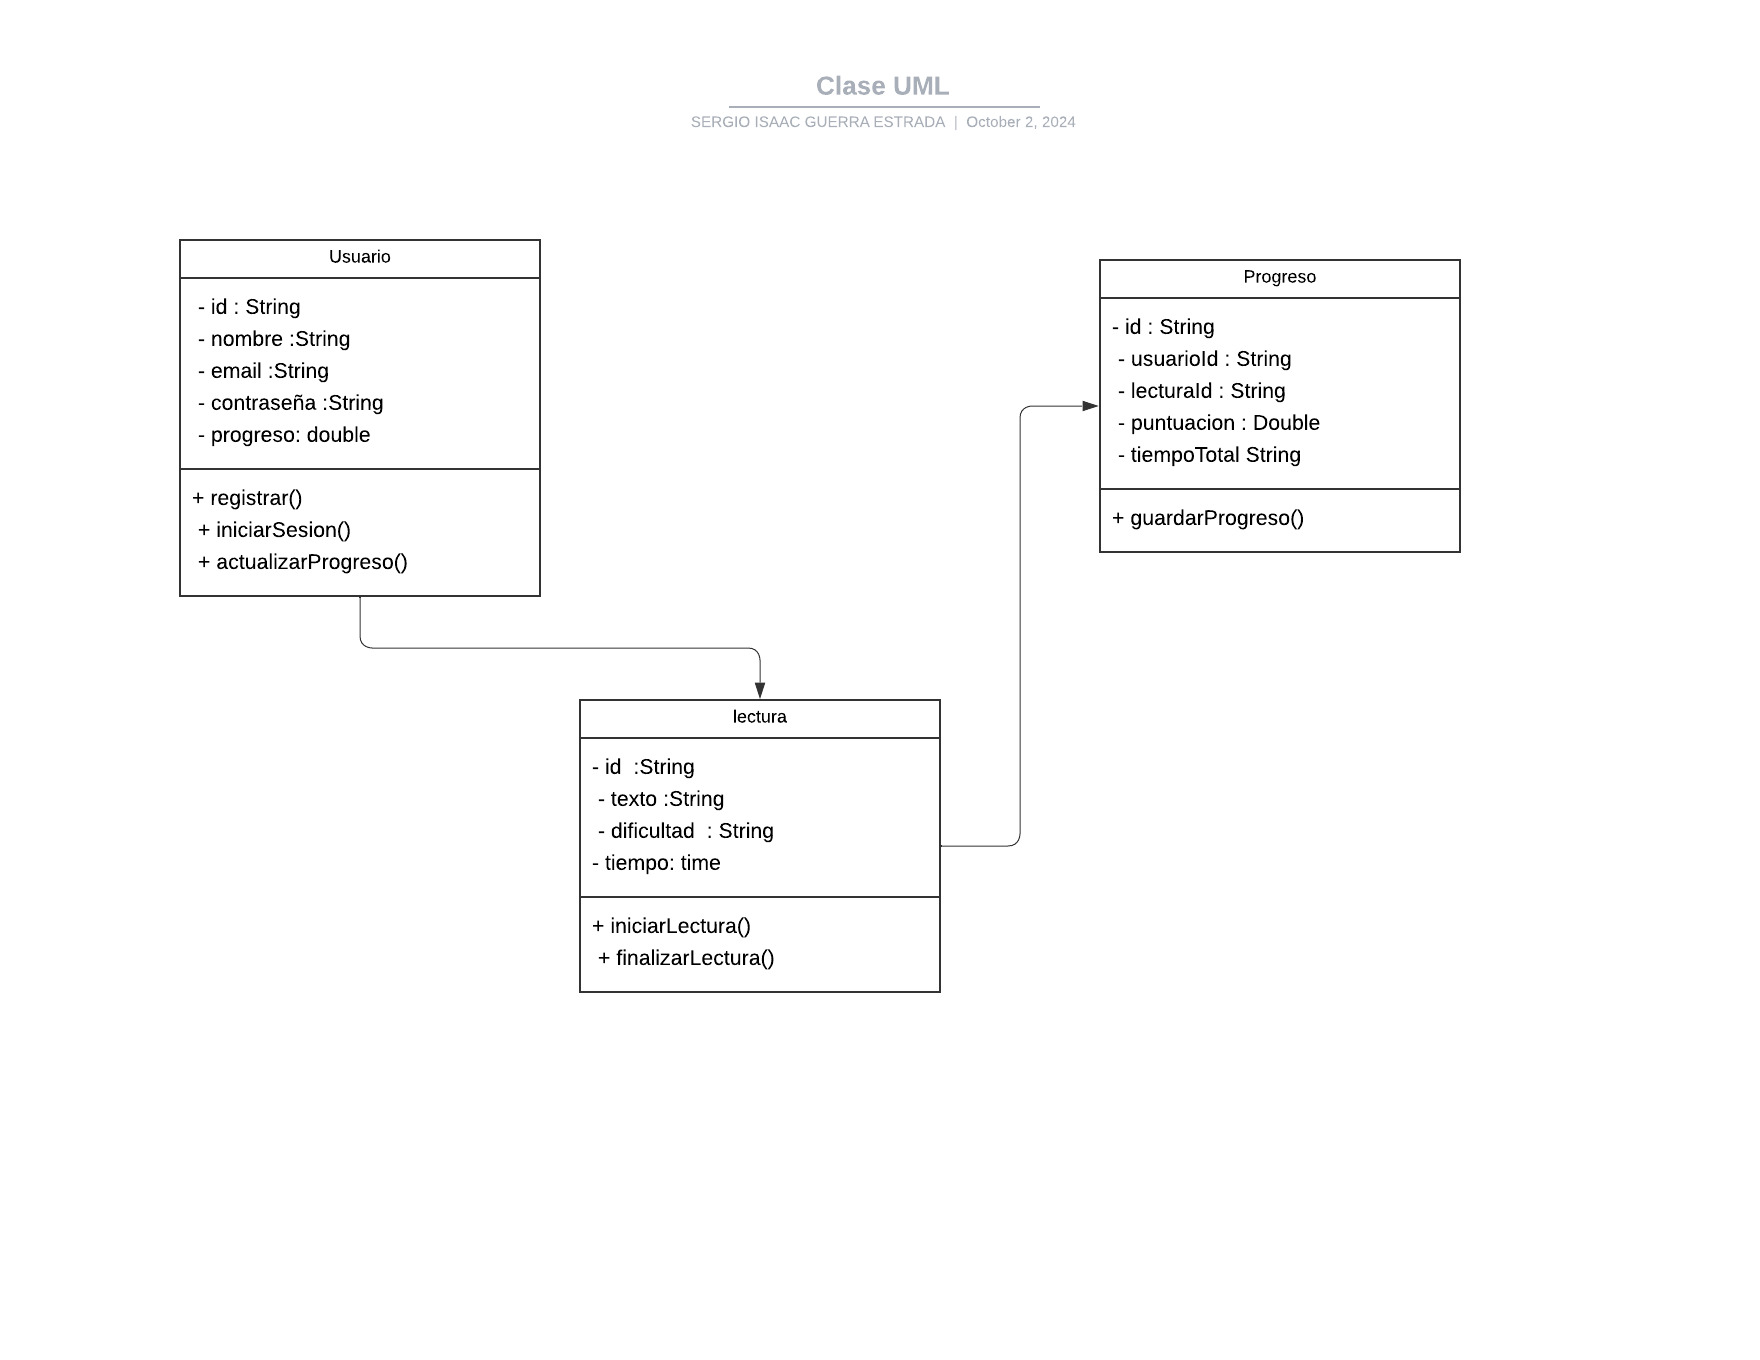 Clase UML
SERGIO ISAAC GUERRA ESTRADA | October 2, 2024
Usuario
- id : String
- nombre :String
- email :String
- contraseña :String
- progreso: double
+ registrar()
+ iniciarSesion()
+ actualizarProgreso()
Progreso
- id : String
- usuarioId : String
- lecturaId : String
- puntuacion : Double
- tiempoTotal String
+ guardarProgreso()
lectura
- id  :String
- texto :String
- dificultad  : String
- tiempo: time
+ iniciarLectura()
+ finalizarLectura()